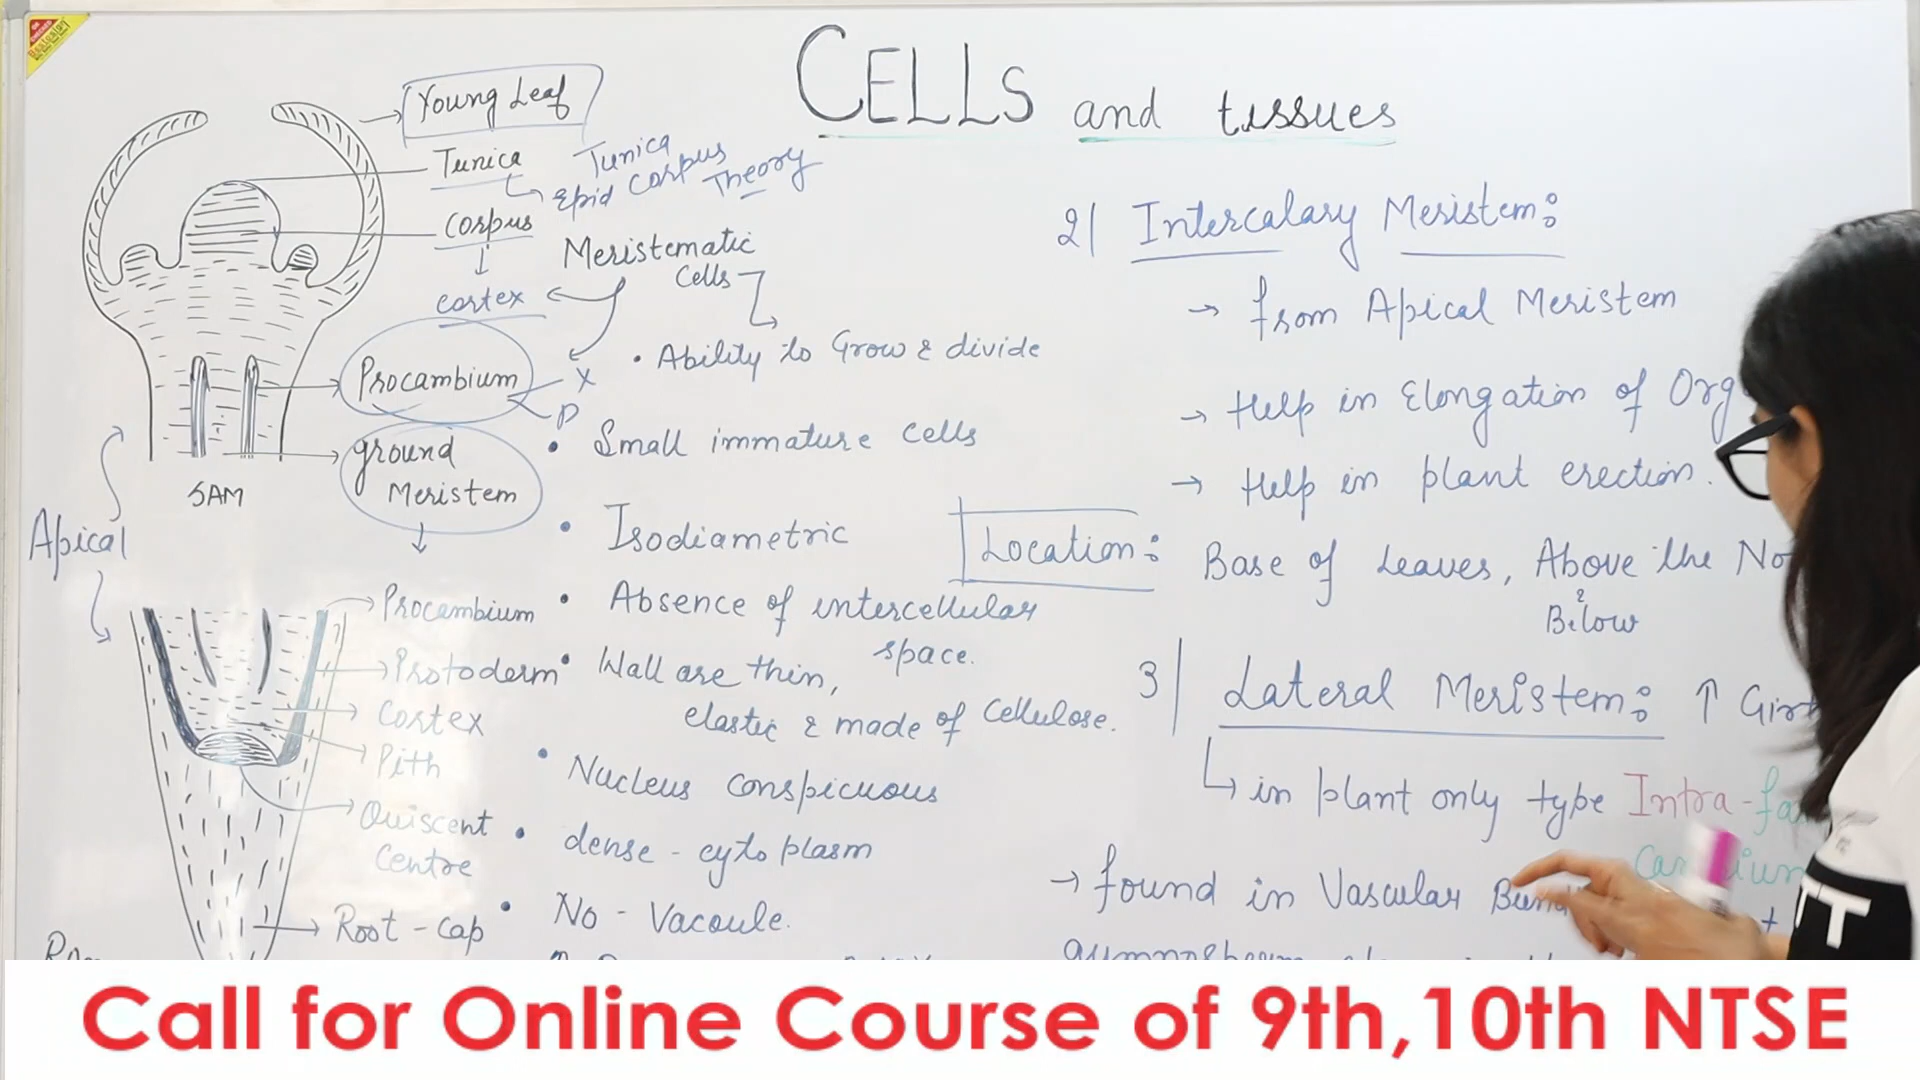 CELLS and tissues
Young Leaf
Tunica
Epid
Tunica
Corpus
Theory
Corpus
cortex
Meristematic
Cells
Procambium
X
P
ground
Meristem
SAM
Apical
Procambium
Protoderm
Cortex
Pith
Quiscent
Centre
Root-cap
• Ability to Grow & divide
• Small immature cells
• Isodiametric
• Absence of intercellular
space.
• Wall are thin,
elastic & made of Cellulose.
• Nucleus conspicuous
• dense-cytoplasm
• No-Vacoule.
2| Intercalary Meristem:
→ from Apical Meristem
→ Help in Elongation of Org
→ Help in plant erection.
Location: Base of Leaves, Above the No
&
Below
3| Lateral Meristem: ↑ Girt
in plant only type Intra-fa
→ found in Vascular Bund
Call for Online Course of 9th,10th NTSE